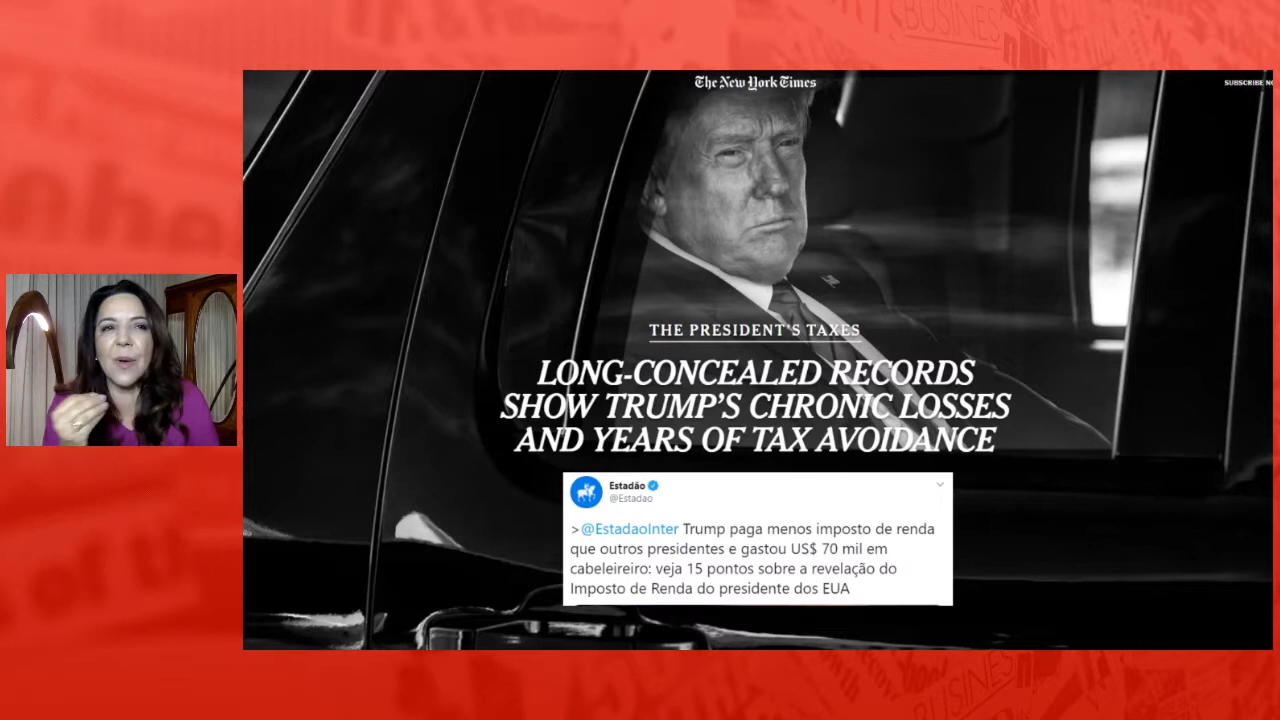 BUSINES
The New York Times
SUBSCRIBE
THE PRESIDENT'S TAXES
LONG-CONCEALED RECORDS
SHOW TRUMP'S CHRONIC LOSSES
AND YEARS OF TAX AVOIDANCE
Estadão
@Estadao
>@EstadaoInter Trump paga menos imposto de renda
que outros presidentes e gastou US$ 70 mil em
cabeleireiro: veja 15 pontos sobre a revelação do
Imposto de Renda do presidente dos EUA
BUSINES